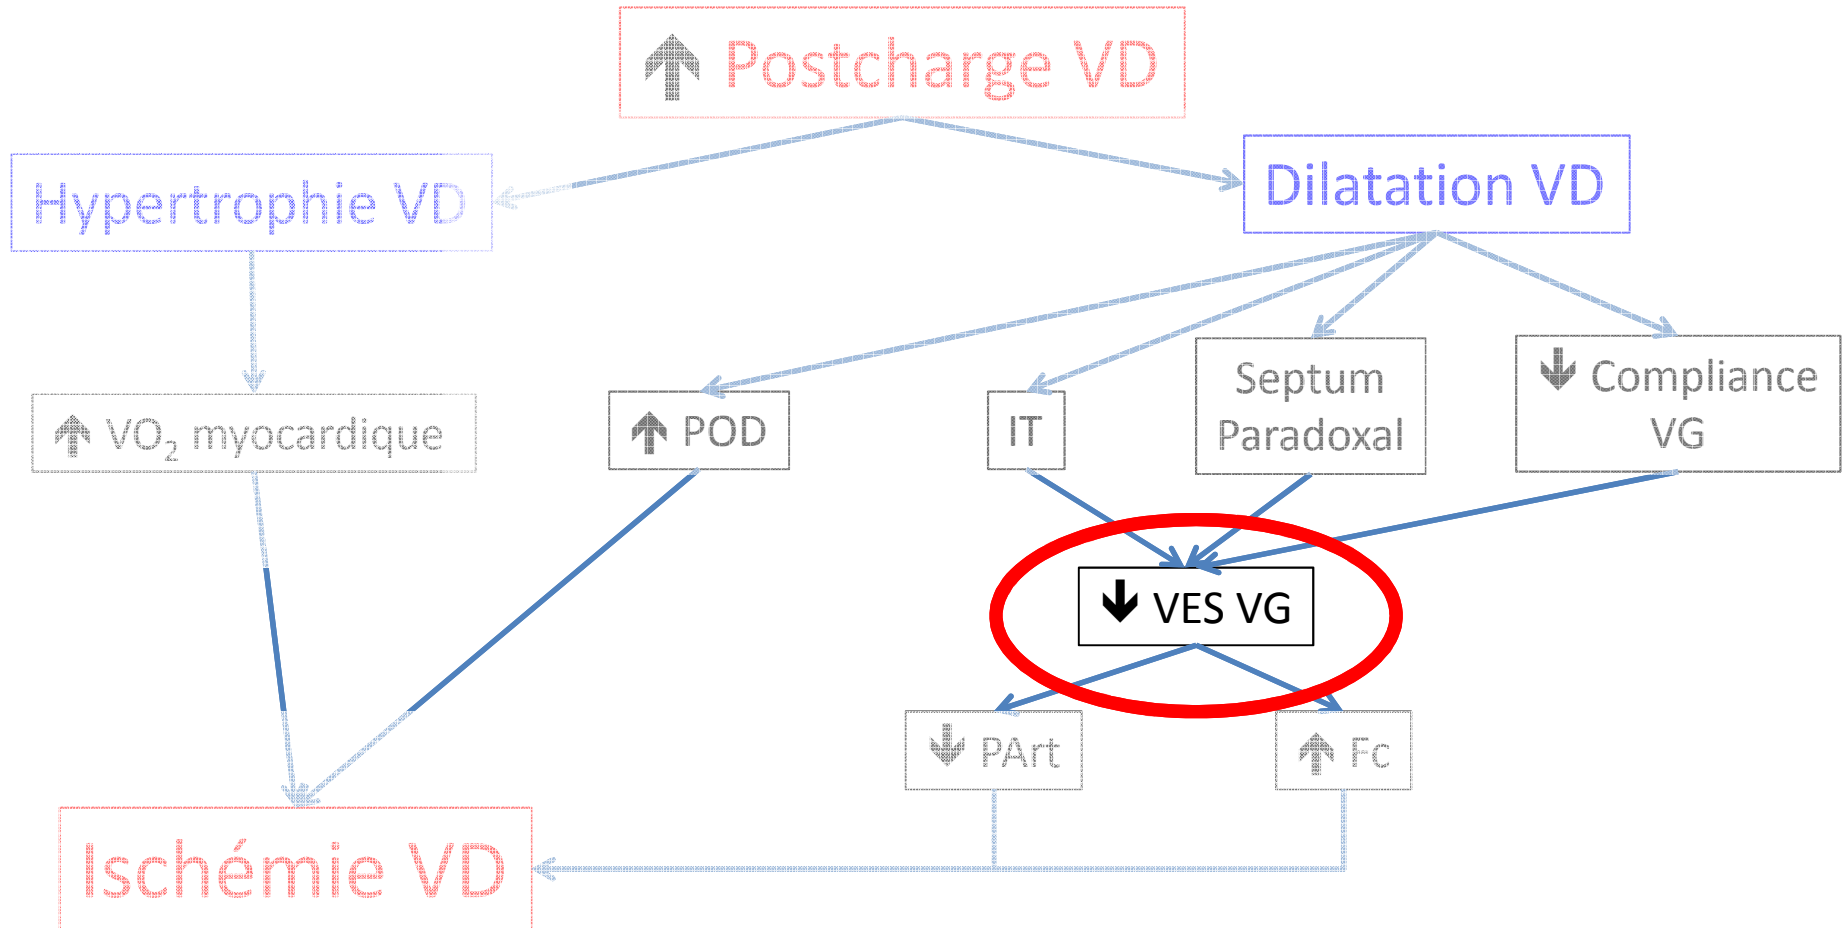 🡹 Postcharge VD
Hypertrophie VD
Dilatation VD
🡹 VO₂ myocardique
🡹 POD
IT
Septum
Paradoxal
🡻 Compliance
VG
🡻 VES VG
🡻 PArt
🡹 Fc
Ischémie VD